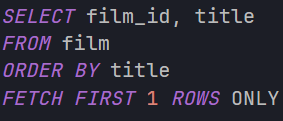 SELECT film_id, title
FROM film
ORDER BY title
FETCH FIRST 1 ROWS ONLY